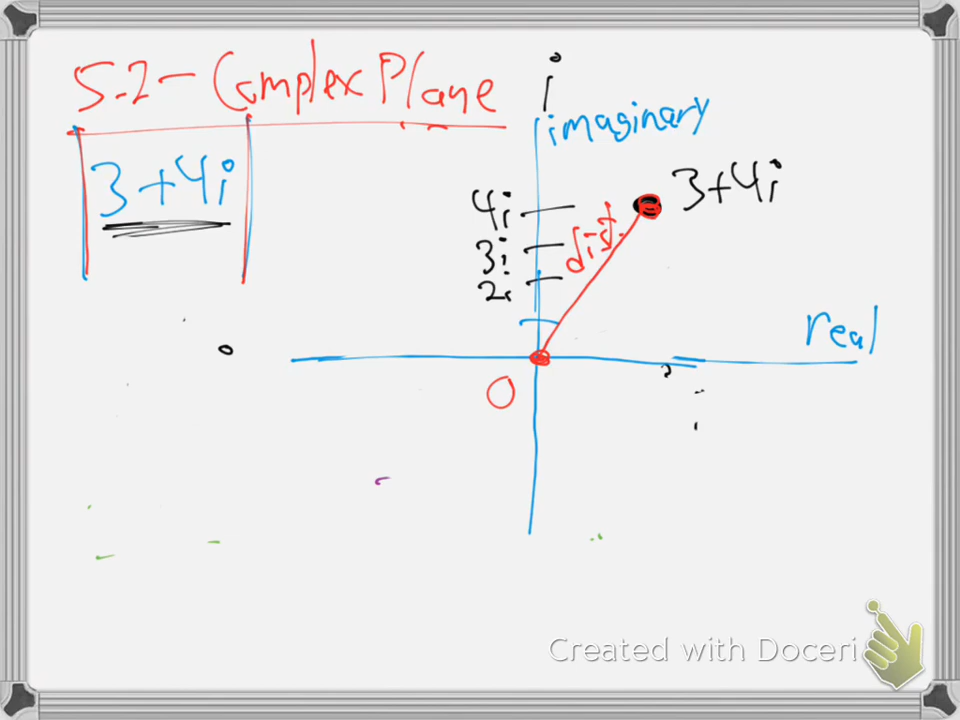 5.2 - Complex Plane
i
imaginary
|3+4i|
3+4i
4i
dist.
3i
2i
real
0
Created with Doceri